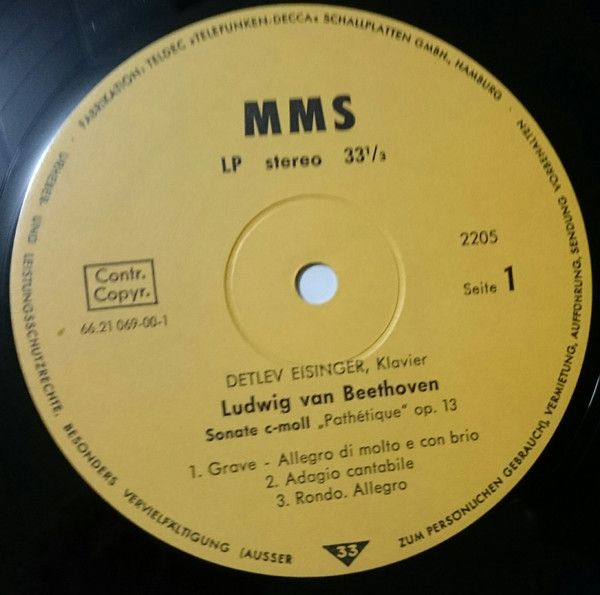 FABRIKATION: TELDEC »TELEFUNKEN-DECCA« SCHALLPLATTEN GMBH., HAMBURG ·
MMS
LP stereo 33¹/₃
2205
Seite 1
Contr.
Copyr.
66.21 069-00-1
DETLEV EISINGER, Klavier
Ludwig van Beethoven
Sonate c-moll „Pathétique" op. 13
1. Grave - Allegro di molto e con brio
2. Adagio cantabile
3. Rondo. Allegro
URHEBER- UND LEISTUNGSSCHUTZRECHTE, BESONDERS VERVIELFÄLTIGUNG (AUSSER
33
ZUM PERSÖNLICHEN GEBRAUCH), VERMIETUNG, AUFFÜHRUNG, SENDUNG VORBEHALTEN ·